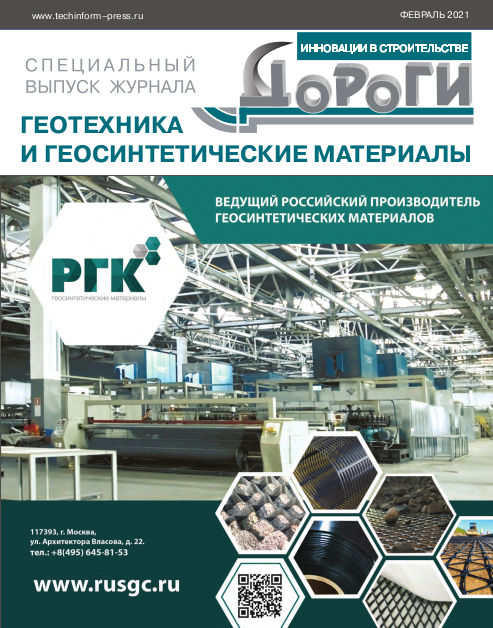 www.techinform-press.ru
ФЕВРАЛЬ 2021
СПЕЦИАЛЬНЫЙ
ВЫПУСК ЖУРНАЛА
ИННОВАЦИИ В СТРОИТЕЛЬСТВЕ
ДОРОГИ
ГЕОТЕХНИКА
И ГЕОСИНТЕТИЧЕСКИЕ МАТЕРИАЛЫ
ВЕДУЩИЙ РОССИЙСКИЙ ПРОИЗВОДИТЕЛЬ
ГЕОСИНТЕТИЧЕСКИХ МАТЕРИАЛОВ
РГК
геосинтетические материалы
117393, г. Москва,
ул. Архитектора Власова, д. 22.
тел.: +8(495) 645-81-53
www.rusgc.ru